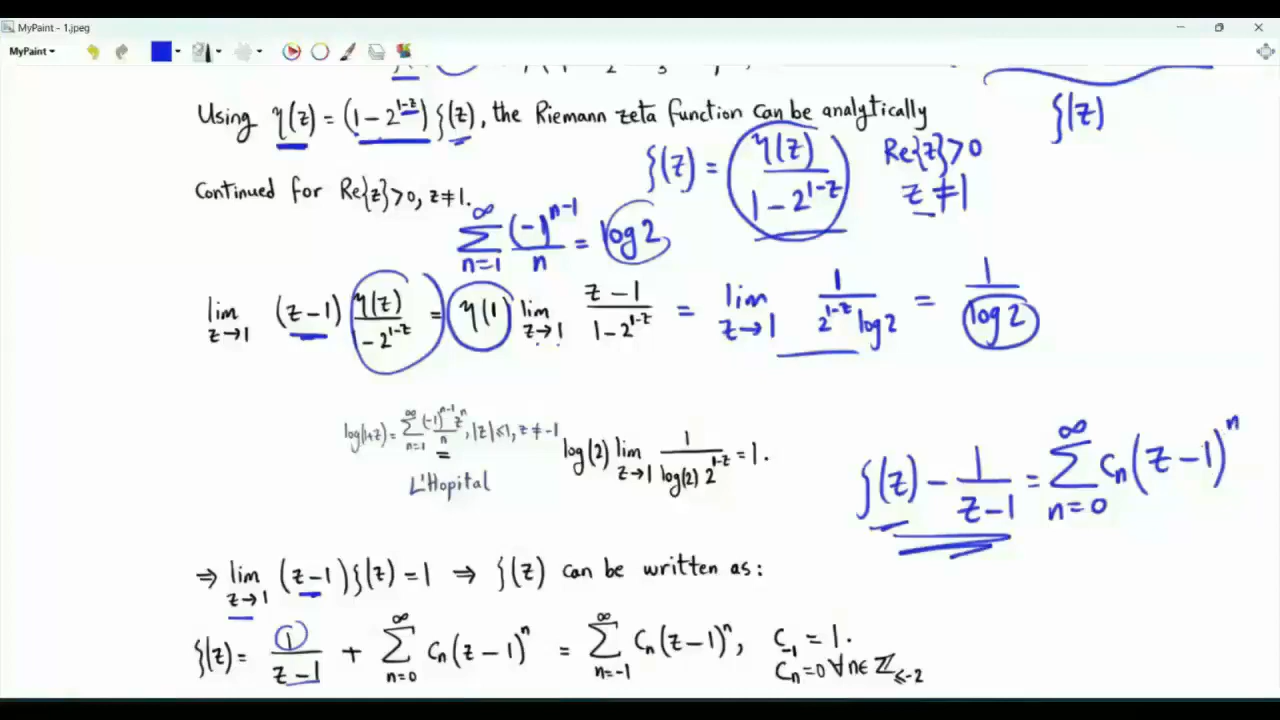 MyPaint - 1.jpeg
MyPaint
Using η(z) = (1 − 2^{1−z}) ζ(z), the Riemann zeta function can be analytically
ζ(z)
ζ(z) = η(z) / (1 − 2^{1−z}) Re{z}>0
z ≠ 1
Continued for Re{z}>0, z≠1.
∑_{n=1}^{∞} (−)^{n−1} / n = log 2
lim_{z→1} (z−1) η(z) / −2^{1−z} = η(1) lim_{z→1} (z−1) / (1−2^{1−z}) = lim_{z→1} 1 / (2^{1−z} log 2) = 1 / log 2
log(1+z) = ∑_{n=1}^{∞} (−1)^{n−1} z^n / n, |z|≤1, z≠−1
= log(2) lim_{z→1} 1 / (log(2) 2^{1−z}) = 1.
L'Hopital
ζ(z) − 1/(z−1) = ∑_{n=0}^{∞} c_n (z−1)^n
⇒ lim_{z→1} (z−1) ζ(z) = 1 ⇒ ζ(z) can be written as:
ζ(z) = 1/(z−1) + ∑_{n=0}^{∞} c_n (z−1)^n = ∑_{n=−1}^{∞} c_n (z−1)^n, c_{−1} = 1.
c_n = 0 ∀ n∈ℤ_{≤−2}